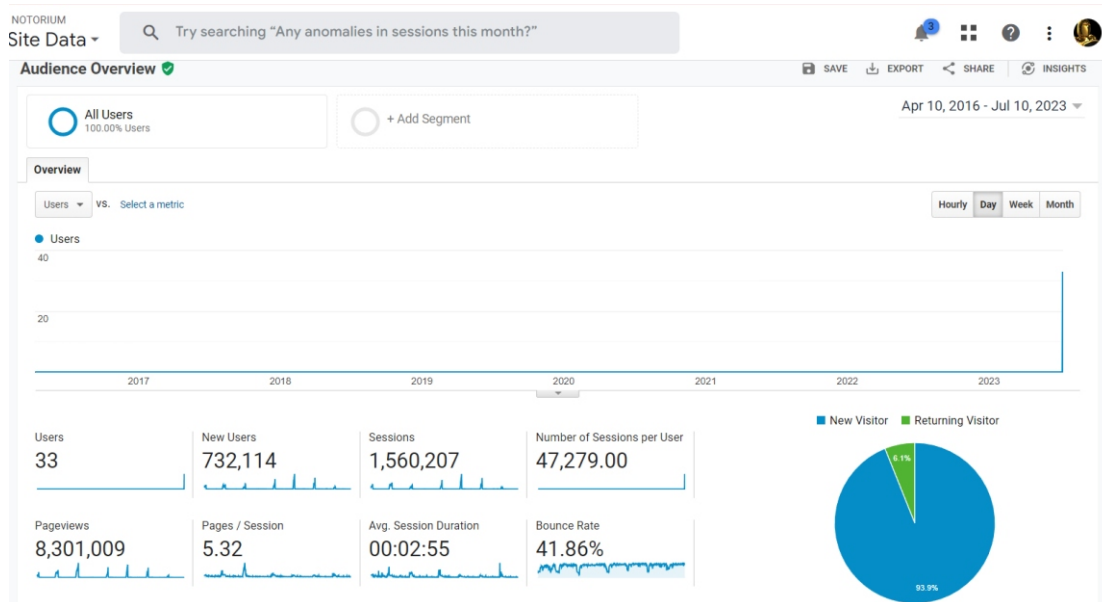 NOTORIUM
Site Data
Try searching “Any anomalies in sessions this month?”
3
Audience Overview
SAVE
EXPORT
SHARE
INSIGHTS
All Users
100.00% Users
+ Add Segment
Apr 10, 2016 - Jul 10, 2023
Overview
Users
VS.
Select a metric
Hourly
Day
Week
Month
Users
40
20
2017
2018
2019
2020
2021
2022
2023
New Visitor
Returning Visitor
Users
33
New Users
732,114
Sessions
1,560,207
Number of Sessions per User
47,279.00
Pageviews
8,301,009
Pages / Session
5.32
Avg. Session Duration
00:02:55
Bounce Rate
41.86%
6.1%
93.9%